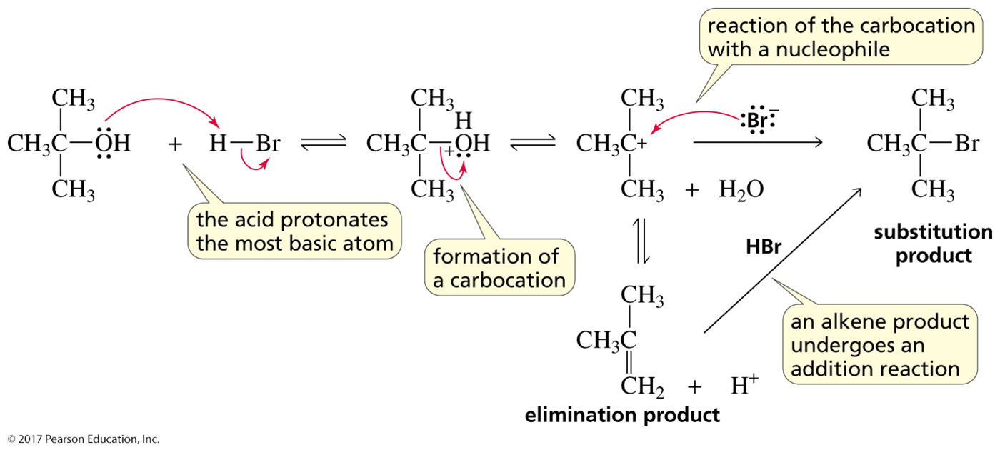 reaction of the carbocation
with a nucleophile
CH₃ CH₃ CH₃ :Br:⁻ CH₃
H
CH₃C—OH + H—Br ⇌ CH₃C—+OH ⇌ CH₃C+ ⟶ CH₃C—Br
CH₃ CH₃ CH₃ + H₂O CH₃
the acid protonates
the most basic atom
formation of
a carbocation
substitution
product
HBr
CH₃
CH₃C
CH₂ + H⁺
an alkene product
undergoes an
addition reaction
elimination product
© 2017 Pearson Education, Inc.